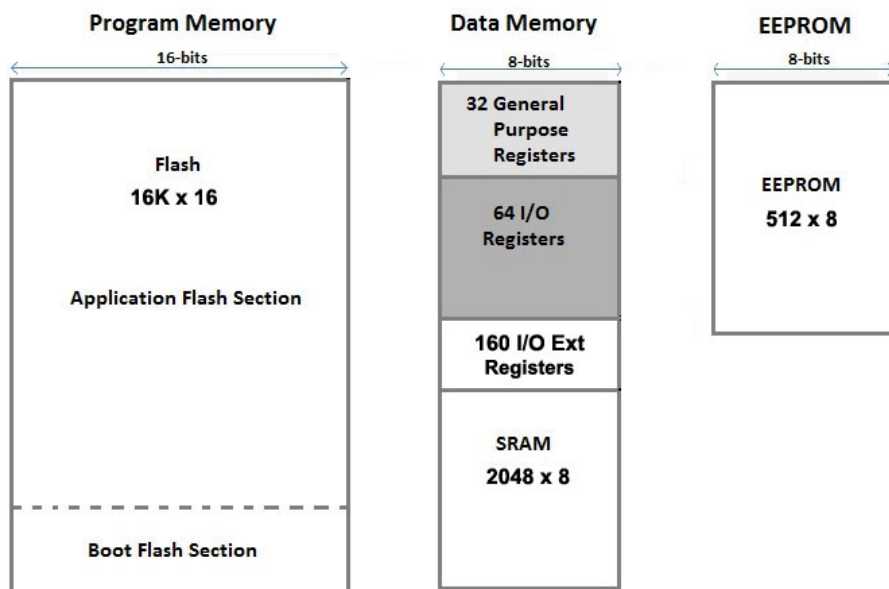 Program Memory
16-bits
Flash
16K x 16
Application Flash Section
Boot Flash Section
Data Memory
8-bits
32 General
Purpose
Registers
64 I/O
Registers
160 I/O Ext
Registers
SRAM
2048 x 8
EEPROM
8-bits
EEPROM
512 x 8